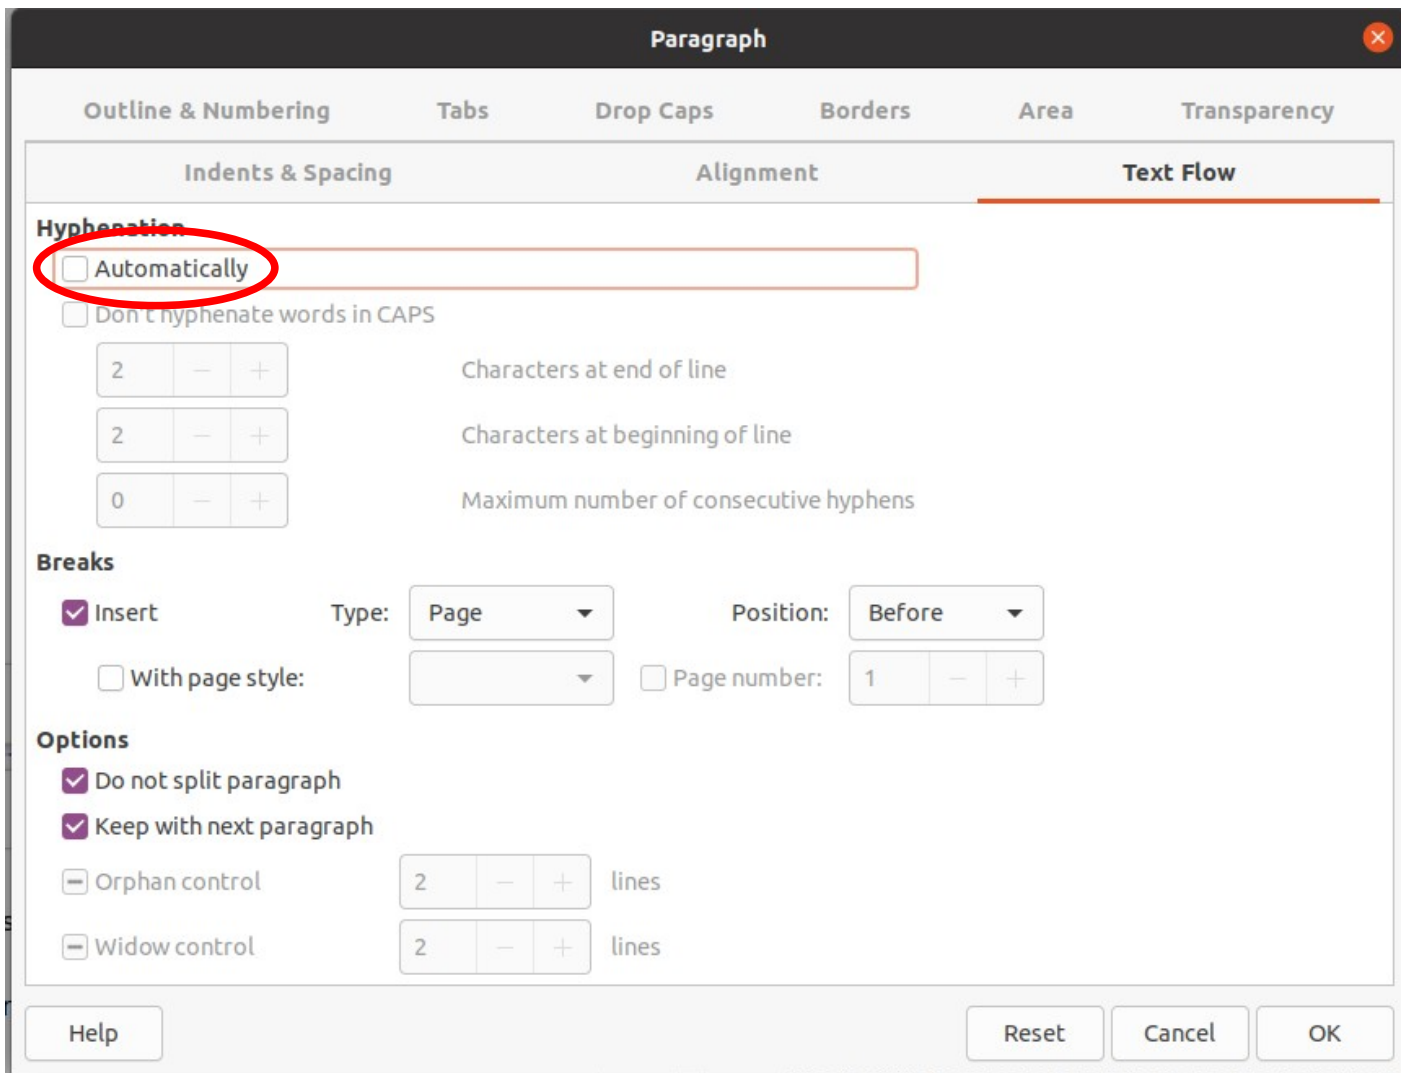 Paragraph
Outline & Numbering Tabs Drop Caps Borders Area Transparency
Indents & Spacing Alignment Text Flow
Hyphenation
Automatically
Don't hyphenate words in CAPS
2 − + Characters at end of line
2 − + Characters at beginning of line
0 − + Maximum number of consecutive hyphens
Breaks
Insert Type: Page Position: Before
With page style: Page number: 1 − +
Options
Do not split paragraph
Keep with next paragraph
Orphan control 2 − + lines
Widow control 2 − + lines
Help Reset Cancel OK